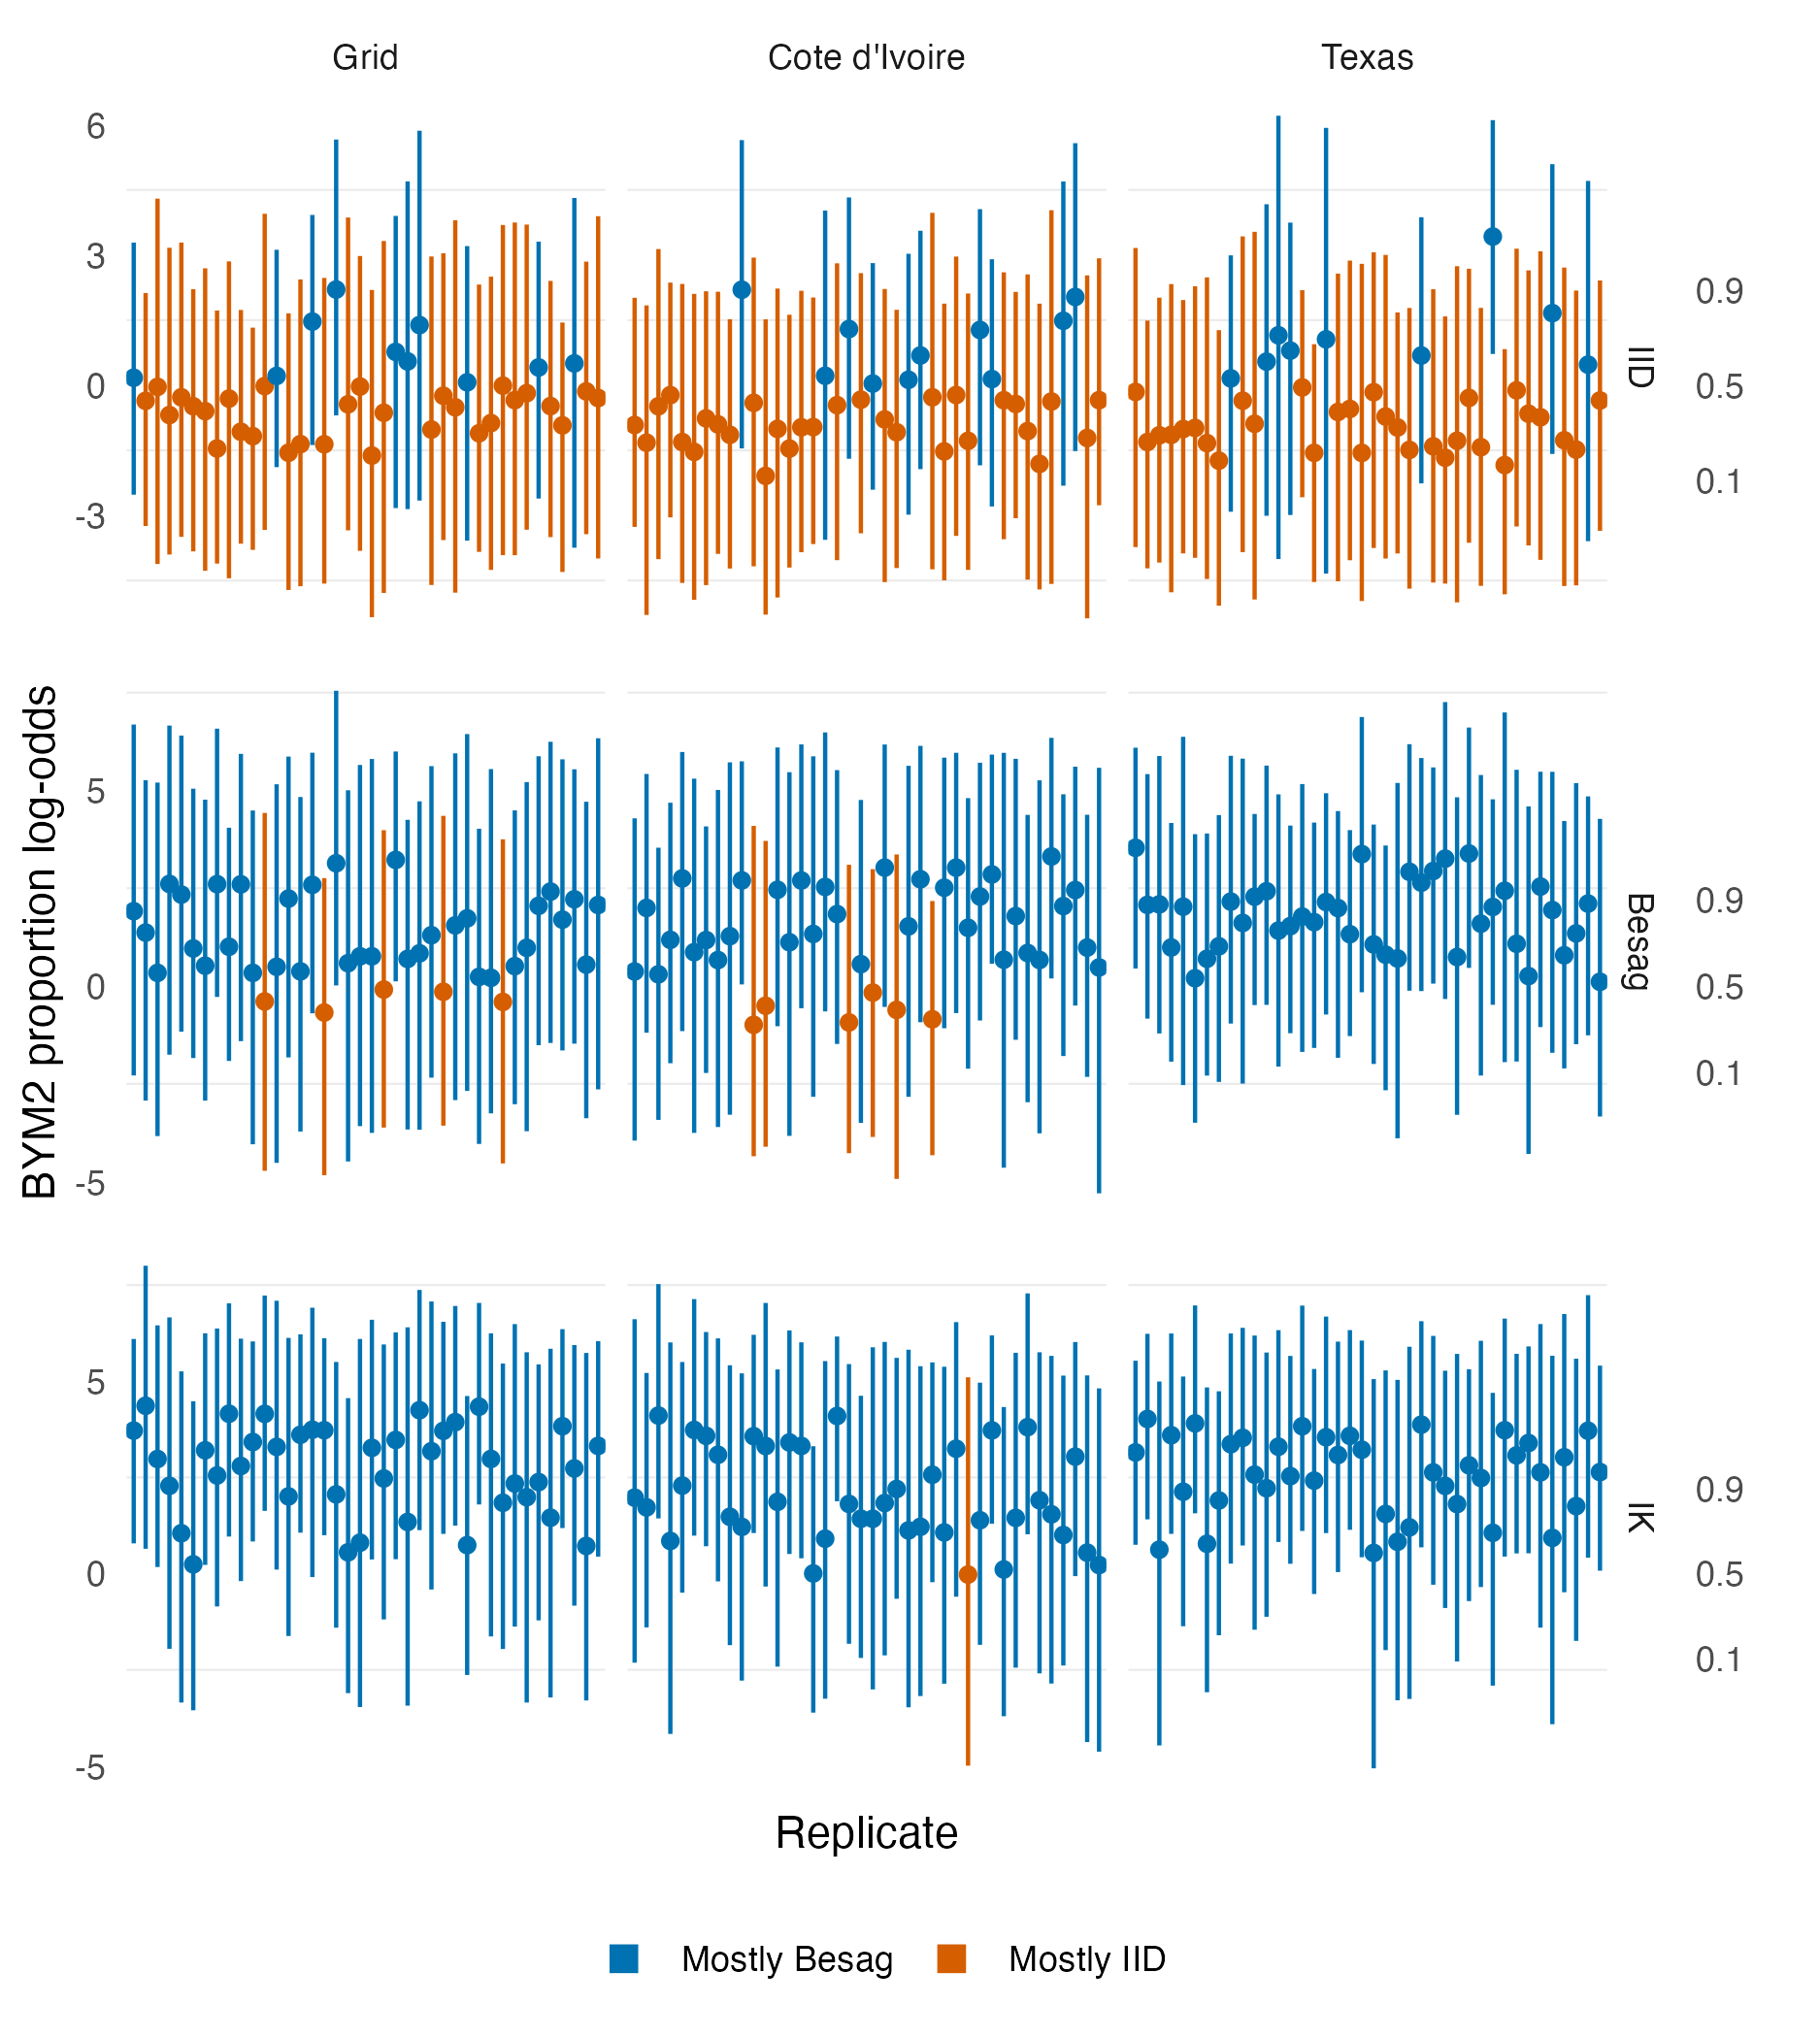 Grid Cote d'Ivoire Texas
6
3
0
-3
0.9
0.5
0.1
IID
BYM2 proportion log-odds
5
0
-5
0.9
0.5
0.1
Besag
5
0
-5
0.9
0.5
0.1
IK
Replicate
Mostly Besag Mostly IID